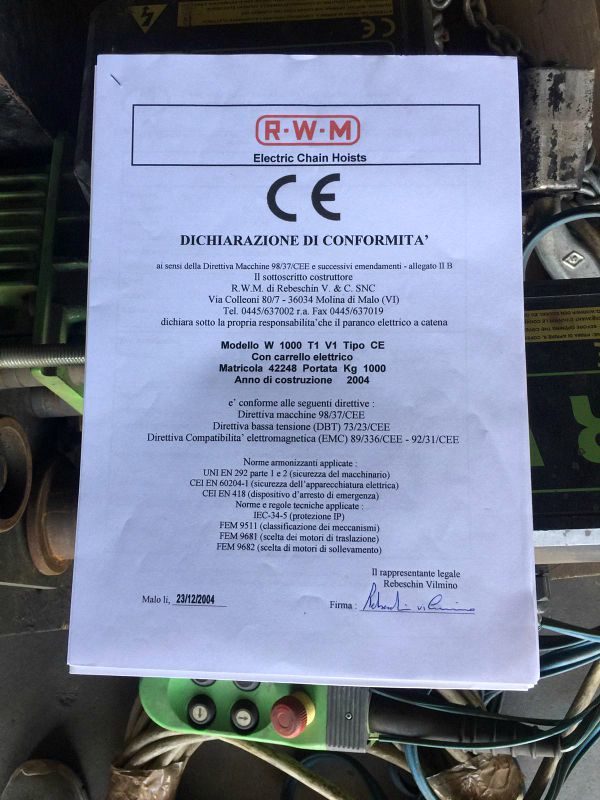 R·W·M
Electric Chain Hoists
CE
DICHIARAZIONE DI CONFORMITA'
ai sensi della Direttiva Macchine 98/37/CEE e successivi emendamenti - allegato II B
Il sottoscritto costruttore
R.W.M. di Rebeschin V. & C. SNC
Via Colleoni 80/7 - 36034 Molina di Malo (VI)
Tel. 0445/637002 r.a. Fax 0445/637019
dichiara sotto la propria responsabilita'che il paranco elettrico a catena
Modello W 1000 T1 V1 Tipo CE
Con carrello elettrico
Matricola 42248 Portata Kg 1000
Anno di costruzione 2004
e' conforme alle seguenti direttive :
Direttiva macchine 98/37/CEE
Direttiva bassa tensione (DBT) 73/23/CEE
Direttiva Compatibilita' elettromagnetica (EMC) 89/336/CEE - 92/31/CEE
Norme armonizzanti applicate :
UNI EN 292 parte 1 e 2 (sicurezza del macchinario)
CEI EN 60204-1 (sicurezza dell'apparecchiatura elettrica)
CEI EN 418 (dispositivo d'arresto di emergenza)
Norme e regole tecniche applicate :
IEC-34-5 (protezione IP)
FEM 9511 (classificazione dei meccanismi)
FEM 9681 (scelta dei motori di traslazione)
FEM 9682 (scelta di motori di sollevamento)
Il rappresentante legale
Rebeschin Vilmino
Malo li, 23/12/2004
Firma : Rebeschin Vilmino